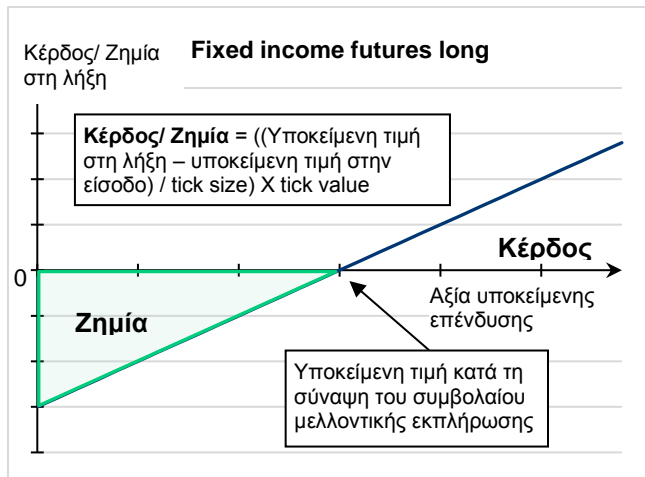 Κέρδος/ Ζημία
στη λήξη
Fixed income futures long
Κέρδος/ Ζημία = ((Υποκείμενη τιμή
στη λήξη – υποκείμενη τιμή στην
είσοδο) / tick size) X tick value
Κέρδος
0
Αξία υποκείμενης
επένδυσης
Ζημία
Υποκείμενη τιμή κατά τη
σύναψη του συμβολαίου
μελλοντικής εκπλήρωσης